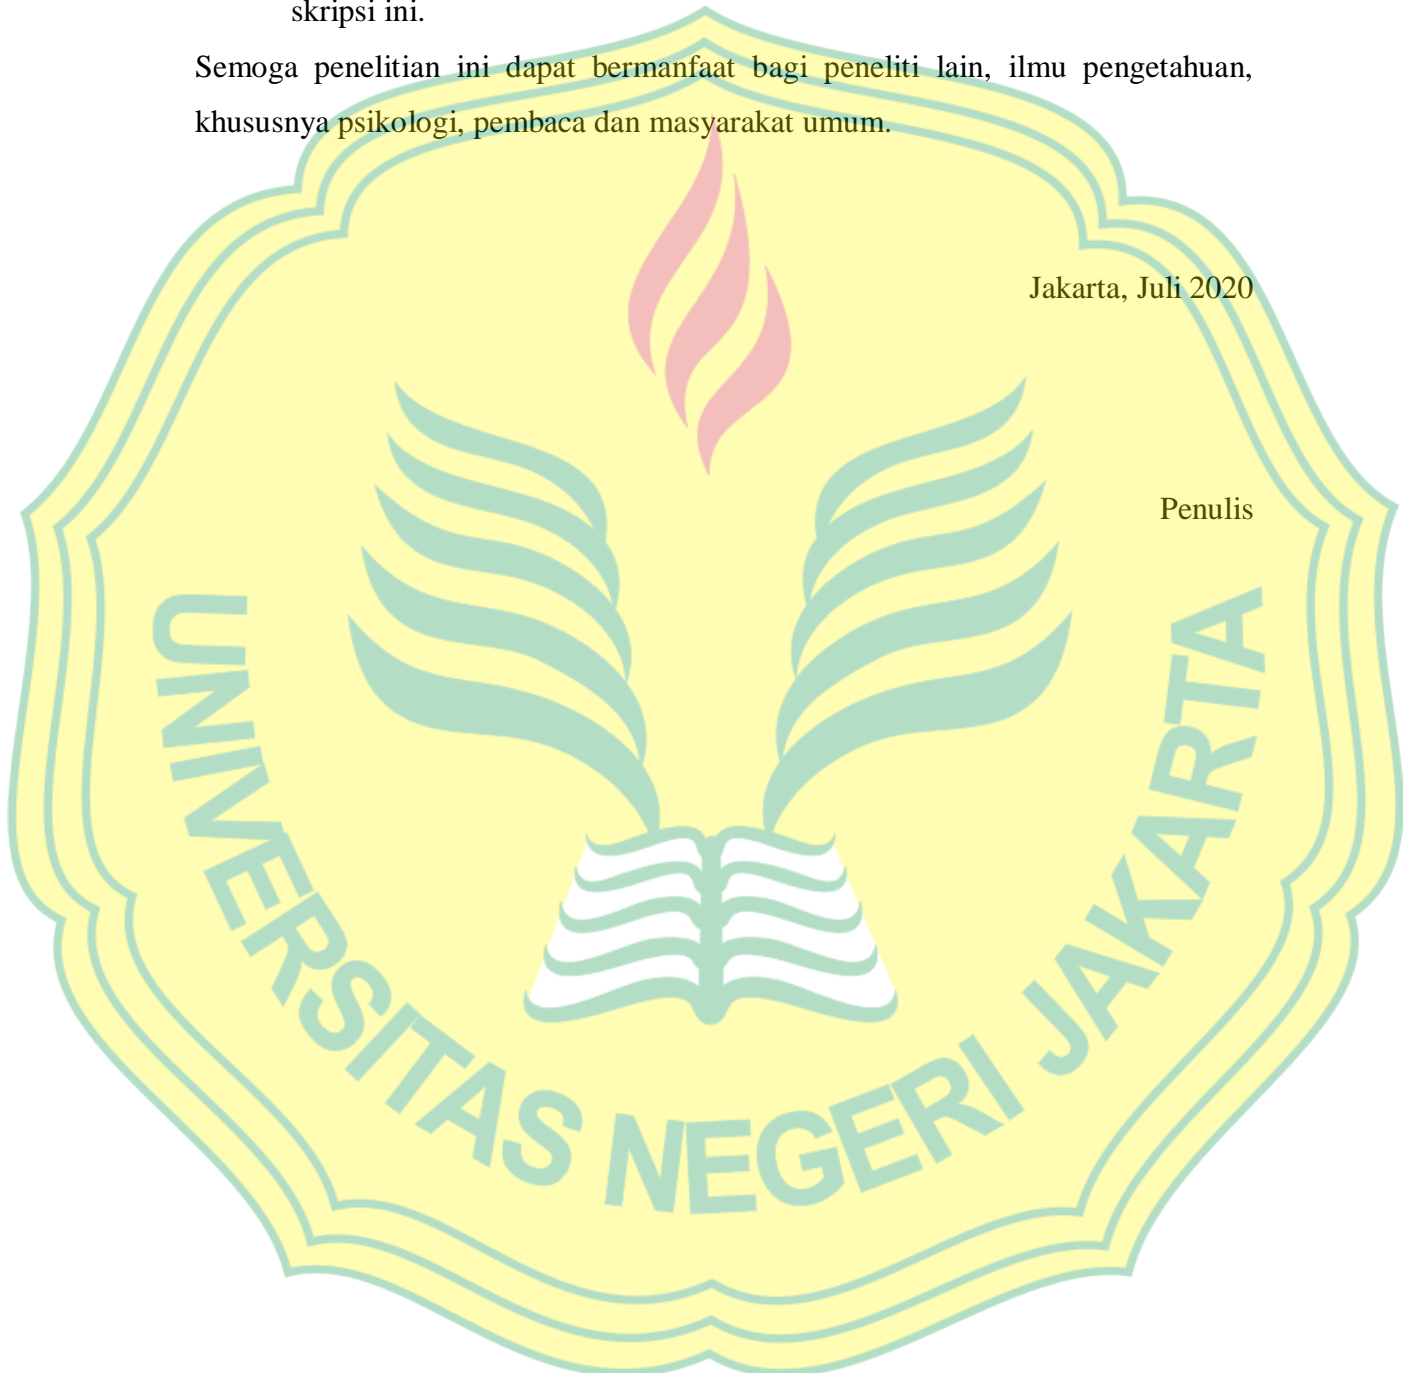 skripsi ini.
Semoga penelitian ini dapat bermanfaat bagi peneliti lain, ilmu pengetahuan,
khususnya psikologi, pembaca dan masyarakat umum.
Jakarta, Juli 2020
Penulis
UNIVERSITAS NEGERI JAKARTA